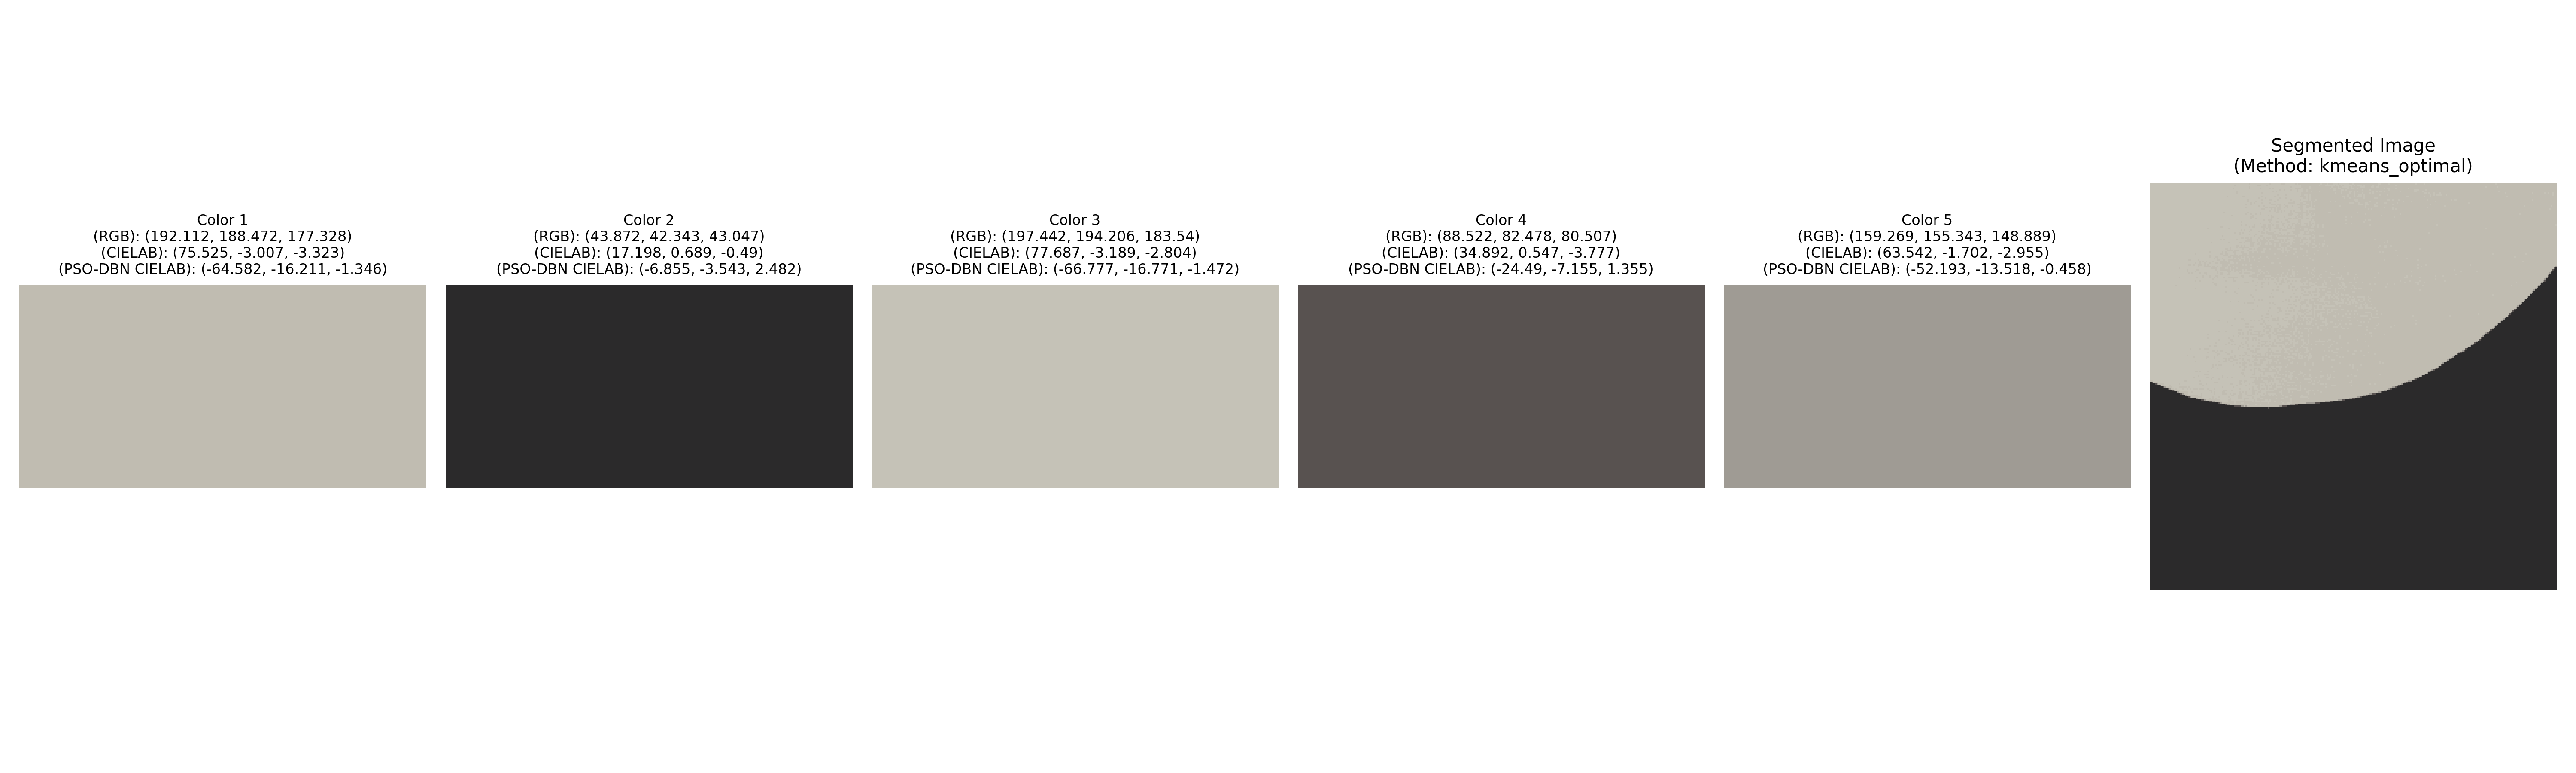 Color 1
(RGB): (192.112, 188.472, 177.328)
(CIELAB): (75.525, -3.007, -3.323)
(PSO-DBN CIELAB): (-64.582, -16.211, -1.346)
Color 2
(RGB): (43.872, 42.343, 43.047)
(CIELAB): (17.198, 0.689, -0.49)
(PSO-DBN CIELAB): (-6.855, -3.543, 2.482)
Color 3
(RGB): (197.442, 194.206, 183.54)
(CIELAB): (77.687, -3.189, -2.804)
(PSO-DBN CIELAB): (-66.777, -16.771, -1.472)
Color 4
(RGB): (88.522, 82.478, 80.507)
(CIELAB): (34.892, 0.547, -3.777)
(PSO-DBN CIELAB): (-24.49, -7.155, 1.355)
Color 5
(RGB): (159.269, 155.343, 148.889)
(CIELAB): (63.542, -1.702, -2.955)
(PSO-DBN CIELAB): (-52.193, -13.518, -0.458)
Segmented Image
(Method: kmeans_optimal)